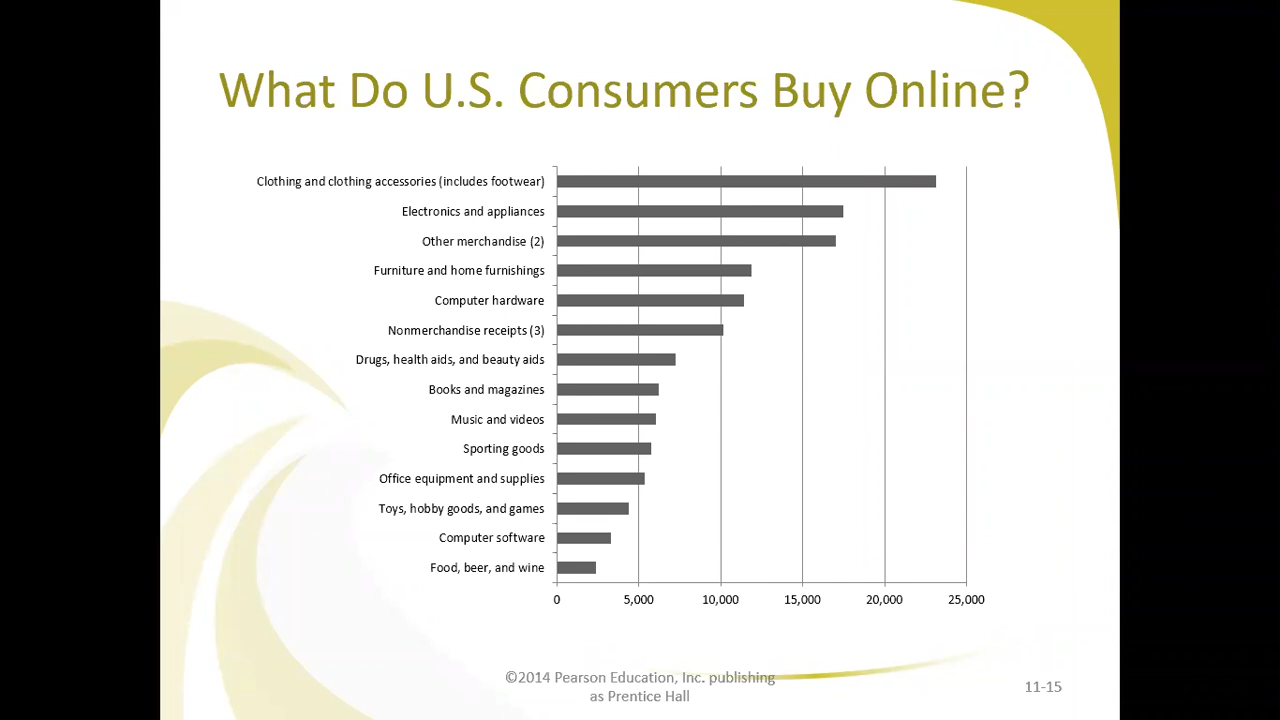 What Do U.S. Consumers Buy Online?
Clothing and clothing accessories (includes footwear)
Electronics and appliances
Other merchandise (2)
Furniture and home furnishings
Computer hardware
Nonmerchandise receipts (3)
Drugs, health aids, and beauty aids
Books and magazines
Music and videos
Sporting goods
Office equipment and supplies
Toys, hobby goods, and games
Computer software
Food, beer, and wine
0 5,000 10,000 15,000 20,000 25,000
©2014 Pearson Education, Inc. publishing
as Prentice Hall
11-15